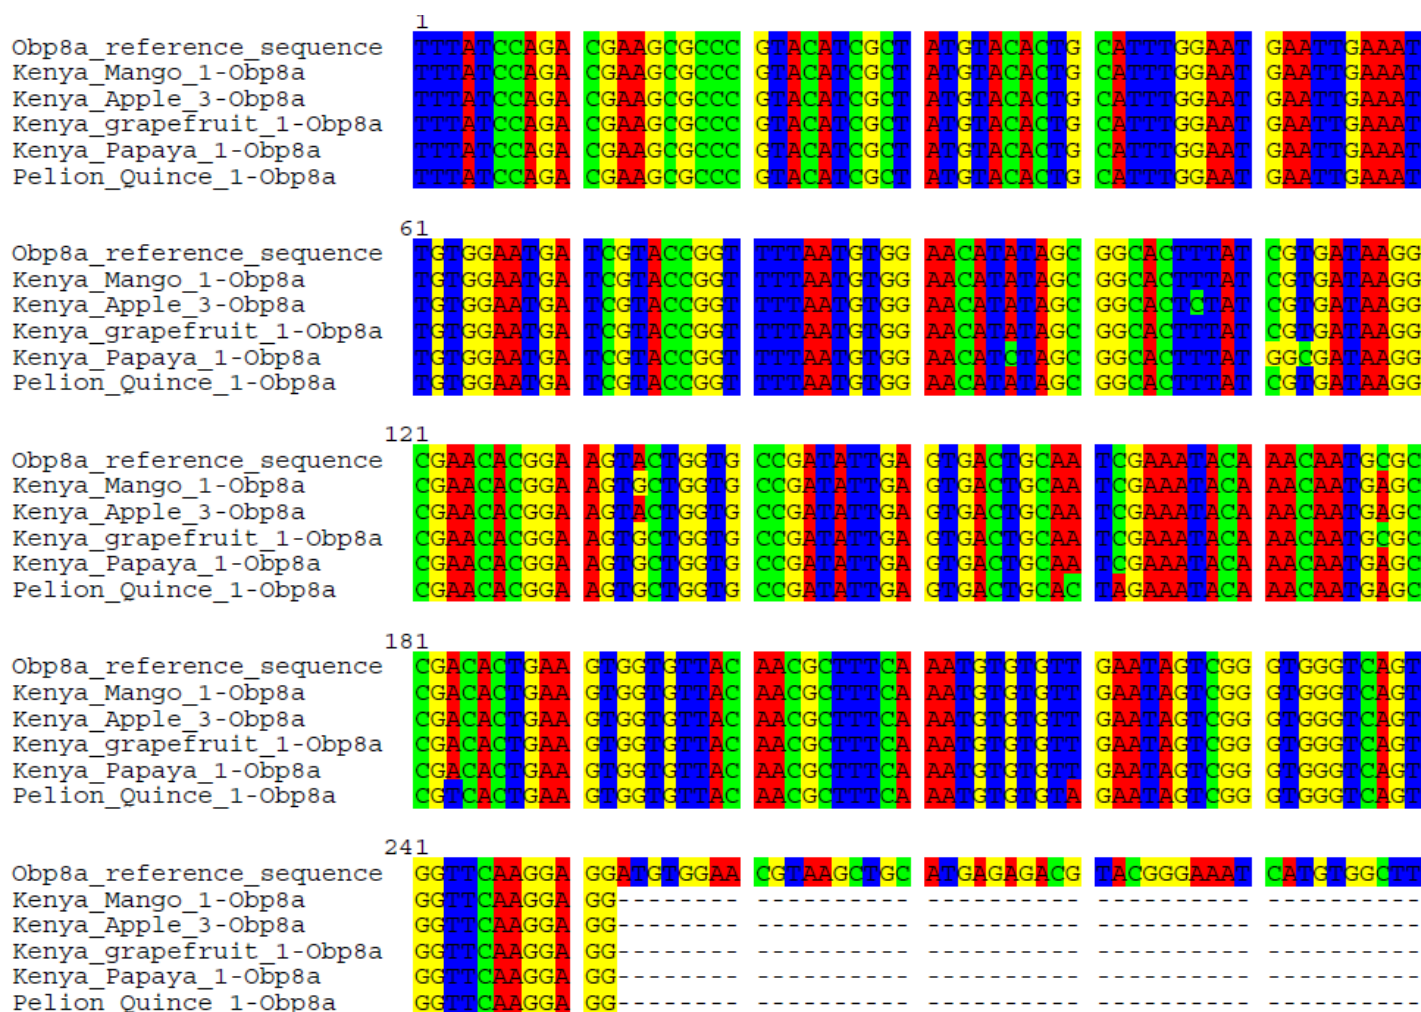 1
Obp8a_reference_sequence TTTATCCAGA CGAAGCGCCC GTACATCGCT ATGTACACTG CATTTGGAAT GAATTGAAAT
Kenya_Mango_1-Obp8a TTTATCCAGA CGAAGCGCCC GTACATCGCT ATGTACACTG CATTTGGAAT GAATTGAAAT
Kenya_Apple_3-Obp8a TTTATCCAGA CGAAGCGCCC GTACATCGCT ATGTACACTG CATTTGGAAT GAATTGAAAT
Kenya_grapefruit_1-Obp8a TTTATCCAGA CGAAGCGCCC GTACATCGCT ATGTACACTG CATTTGGAAT GAATTGAAAT
Kenya_Papaya_1-Obp8a TTTATCCAGA CGAAGCGCCC GTACATCGCT ATGTACACTG CATTTGGAAT GAATTGAAAT
Pelion_Quince_1-Obp8a TTTATCCAGA CGAAGCGCCC GTACATCGCT ATGTACACTG CATTTGGAAT GAATTGAAAT
61
Obp8a_reference_sequence TGTGGAATGA TCGTACCGGT TTTAATGTGG AACATATAGC GGCACTTTAT CGTGATAAGG
Kenya_Mango_1-Obp8a TGTGGAATGA TCGTACCGGT TTTAATGTGG AACATATAGC GGCACTTTAT CGTGATAAGG
Kenya_Apple_3-Obp8a TGTGGAATGA TCGTACCGGT TTTAATGTGG AACATATAGC GGCACTCTAT CGTGATAAGG
Kenya_grapefruit_1-Obp8a TGTGGAATGA TCGTACCGGT TTTAATGTGG AACATATAGC GGCACTTTAT CGTGATAAGG
Kenya_Papaya_1-Obp8a TGTGGAATGA TCGTACCGGT TTTAATGTGG AACATCTAGC GGCACTTTAT GGCGATAAGG
Pelion_Quince_1-Obp8a TGTGGAATGA TCGTACCGGT TTTAATGTGG AACATATAGC GGCACTTTAT CGTGATAAGG
121
Obp8a_reference_sequence CGAACACGGA AGTACTGGTG CCGATATTGA GTGACTGCAA TCGAAATACA AACAATGCGC
Kenya_Mango_1-Obp8a CGAACACGGA AGTGCTGGTG CCGATATTGA GTGACTGCAA TCGAAATACA AACAATGAGC
Kenya_Apple_3-Obp8a CGAACACGGA AGTACTGGTG CCGATATTGA GTGACTGCAA TCGAAATACA AACAATGAGC
Kenya_grapefruit_1-Obp8a CGAACACGGA AGTGCTGGTG CCGATATTGA GTGACTGCAA TCGAAATACA AACAATGCGC
Kenya_Papaya_1-Obp8a CGAACACGGA AGTGCTGGTG CCGATATTGA GTGACTGCAA TCGAAATACA AACAATGAGC
Pelion_Quince_1-Obp8a CGAACACGGA AGTGCTGGTG CCGATATTGA GTGACTGCAC TAGAAATACA AACAATGAGC
181
Obp8a_reference_sequence CGACACTGAA GTGGTGTTAC AACGCTTTCA AATGTGTGTT GAATAGTCGG GTGGGTCAGT
Kenya_Mango_1-Obp8a CGACACTGAA GTGGTGTTAC AACGCTTTCA AATGTGTGTT GAATAGTCGG GTGGGTCAGT
Kenya_Apple_3-Obp8a CGACACTGAA GTGGTGTTAC AACGCTTTCA AATGTGTGTT GAATAGTCGG GTGGGTCAGT
Kenya_grapefruit_1-Obp8a CGACACTGAA GTGGTGTTAC AACGCTTTCA AATGTGTGTT GAATAGTCGG GTGGGTCAGT
Kenya_Papaya_1-Obp8a CGACACTGAA GTGGTGTTAC AACGCTTTCA AATGTGTGTT GAATAGTCGG GTGGGTCAGT
Pelion_Quince_1-Obp8a CGTCACTGAA GTGGTGTTAC AACGCTTTCA AATGTGTGTA GAATAGTCGG GTGGGTCAGT
241
Obp8a_reference_sequence GGTTCAAGGA GGATGTGGAA CGTAAGCTGC ATGAGAGACG TACGGGAAAT CATGTGGCTT
Kenya_Mango_1-Obp8a GGTTCAAGGA GG-------- ---------- ---------- ---------- ----------
Kenya_Apple_3-Obp8a GGTTCAAGGA GG-------- ---------- ---------- ---------- ----------
Kenya_grapefruit_1-Obp8a GGTTCAAGGA GG-------- ---------- ---------- ---------- ----------
Kenya_Papaya_1-Obp8a GGTTCAAGGA GG-------- ---------- ---------- ---------- ----------
Pelion_Quince_1-Obp8a GGTTCAAGGA GG-------- ---------- ---------- ---------- ----------